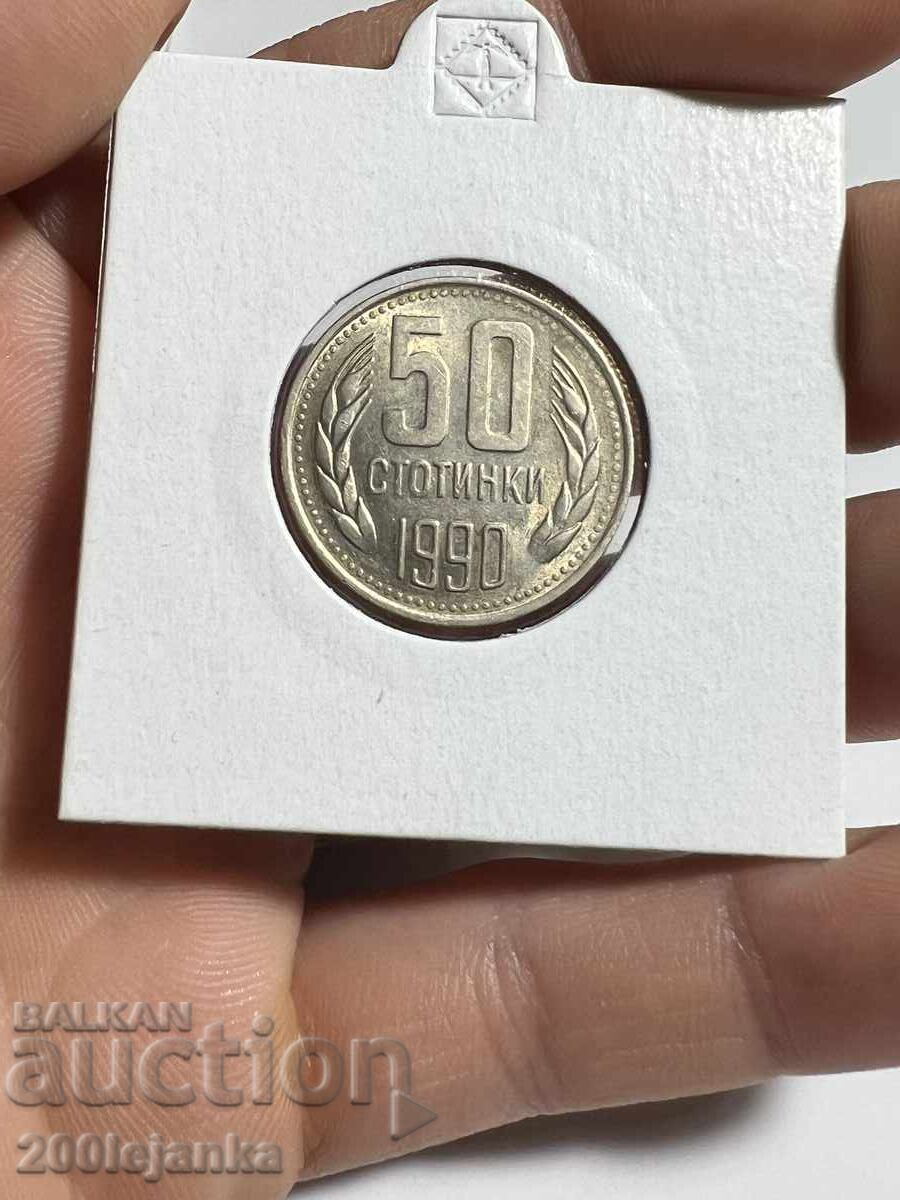 50
СТОТИНКИ
1990
BALKAN
auction
200lejanka